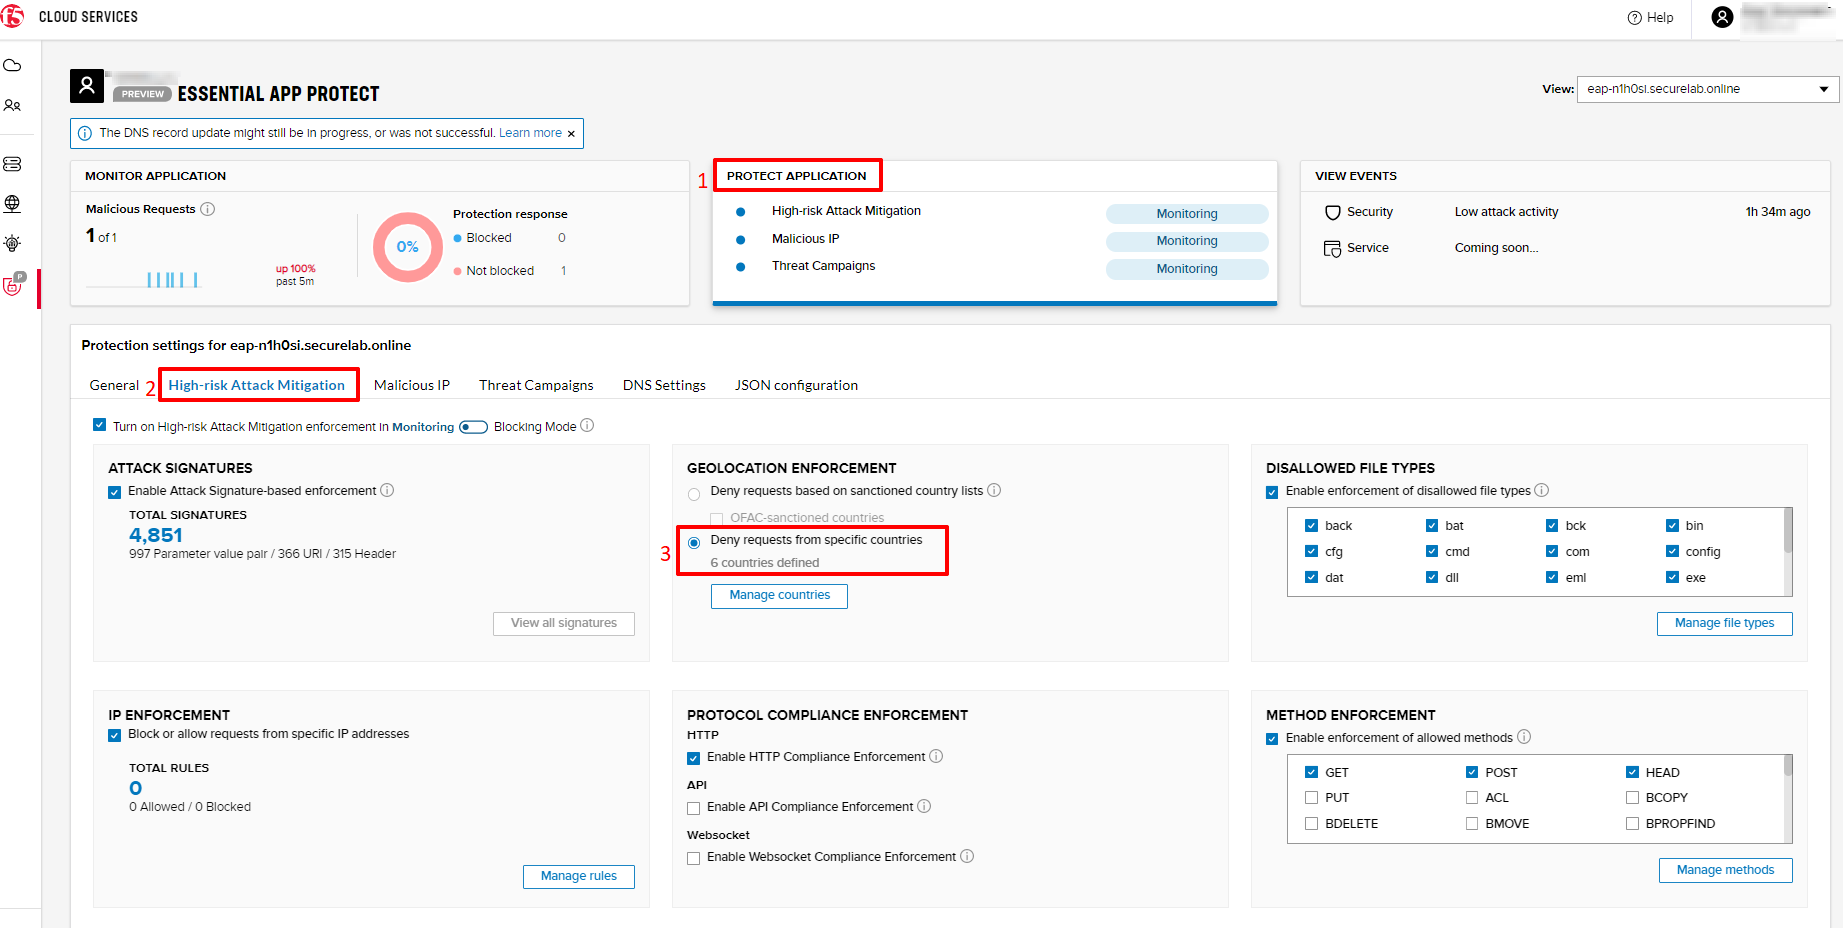 f5 CLOUD SERVICES
Help
PREVIEW ESSENTIAL APP PROTECT
View: eap-n1h0si.securelab.online
The DNS record update might still be in progress, or was not successful. Learn more ×
MONITOR APPLICATION
Malicious Requests
1 of 1
up 100%
past 5m
0%
Protection response
Blocked 0
Not blocked 1
1 PROTECT APPLICATION
High-risk Attack Mitigation Monitoring
Malicious IP Monitoring
Threat Campaigns Monitoring
VIEW EVENTS
Security Low attack activity 1h 34m ago
Service Coming soon...
P
Protection settings for eap-n1h0si.securelab.online
General 2 High-risk Attack Mitigation Malicious IP Threat Campaigns DNS Settings JSON configuration
Turn on High-risk Attack Mitigation enforcement in Monitoring Blocking Mode
ATTACK SIGNATURES
Enable Attack Signature-based enforcement
TOTAL SIGNATURES
4,851
997 Parameter value pair / 366 URI / 315 Header
View all signatures
GEOLOCATION ENFORCEMENT
Deny requests based on sanctioned country lists
OFAC-sanctioned countries
3 Deny requests from specific countries
6 countries defined
Manage countries
DISALLOWED FILE TYPES
Enable enforcement of disallowed file types
back bat bck bin
cfg cmd com config
dat dll eml exe
Manage file types
IP ENFORCEMENT
Block or allow requests from specific IP addresses
TOTAL RULES
0
0 Allowed / 0 Blocked
Manage rules
PROTOCOL COMPLIANCE ENFORCEMENT
HTTP
Enable HTTP Compliance Enforcement
API
Enable API Compliance Enforcement
Websocket
Enable Websocket Compliance Enforcement
METHOD ENFORCEMENT
Enable enforcement of allowed methods
GET POST HEAD
PUT ACL BCOPY
BDELETE BMOVE BPROPFIND
Manage methods